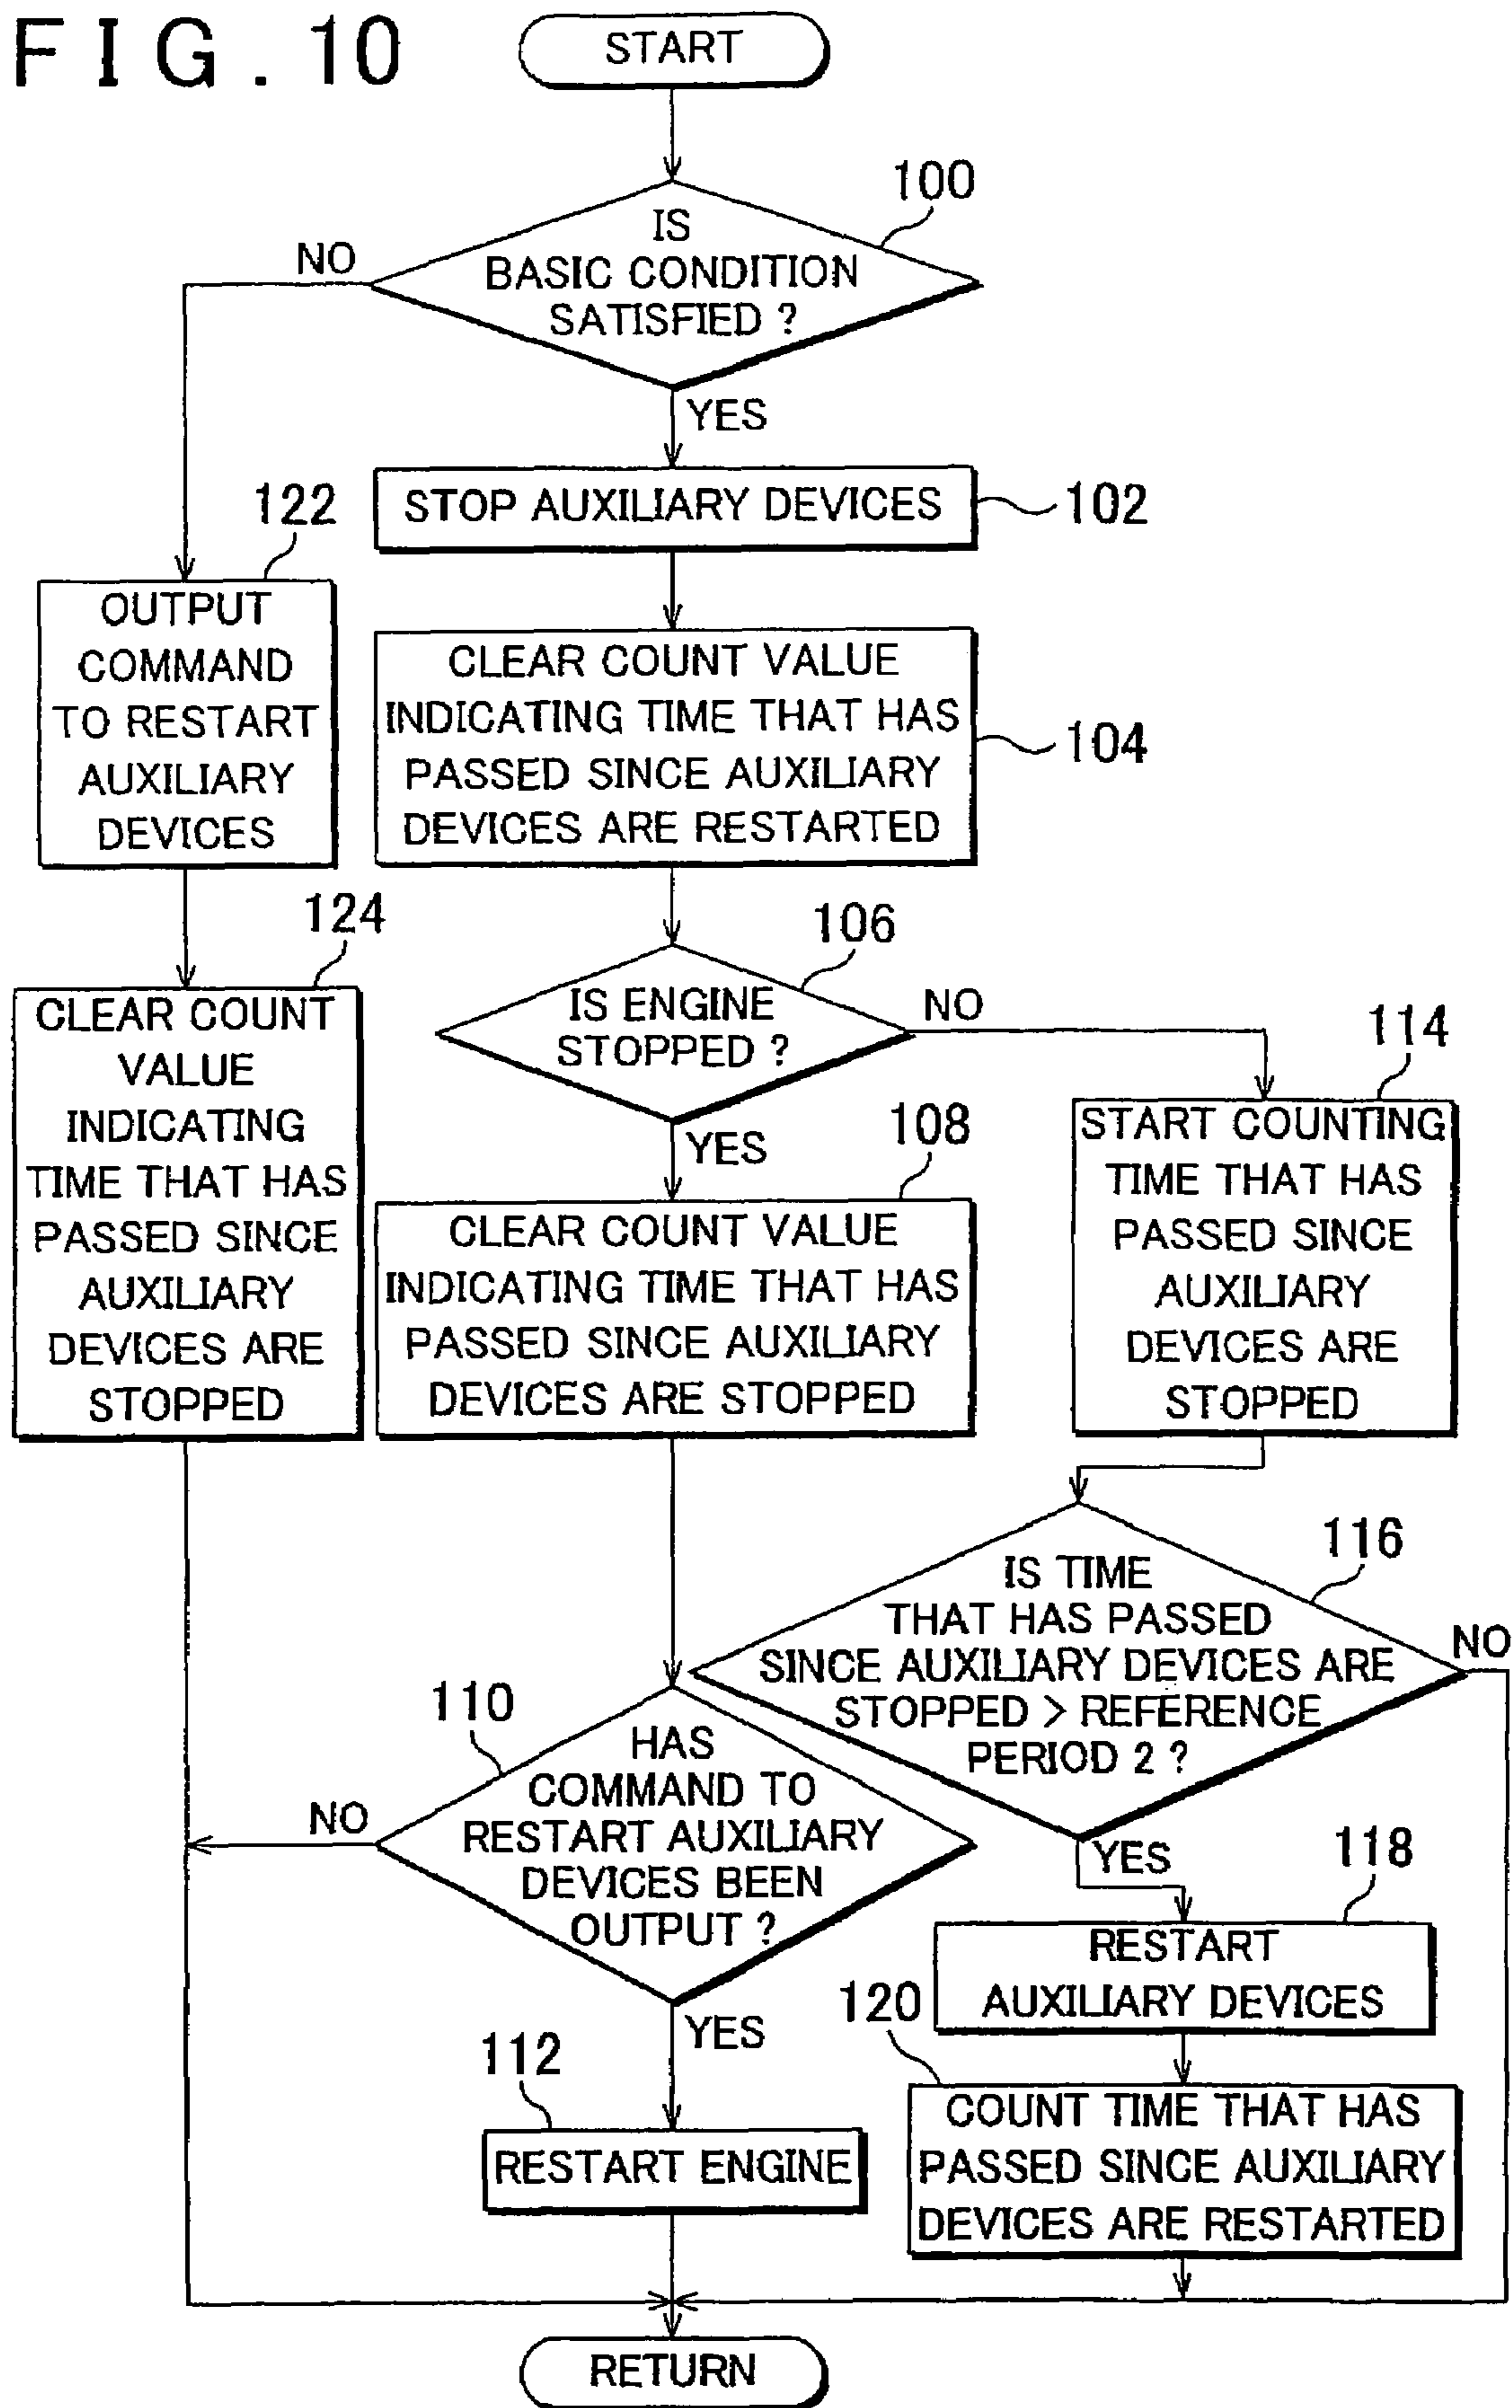 FIG. 10
START
100
IS
BASIC CONDITION
SATISFIED ?
NO
YES
STOP AUXILIARY DEVICES
102
122
OUTPUT
COMMAND
TO RESTART
AUXILIARY
DEVICES
CLEAR COUNT VALUE
INDICATING TIME THAT HAS
PASSED SINCE AUXILIARY
DEVICES ARE RESTARTED
104
124
CLEAR COUNT
VALUE
INDICATING
TIME THAT HAS
PASSED SINCE
AUXILIARY
DEVICES ARE
STOPPED
106
IS ENGINE
STOPPED ?
NO
YES
114
START COUNTING
TIME THAT HAS
PASSED SINCE
AUXILIARY
DEVICES ARE
STOPPED
108
CLEAR COUNT VALUE
INDICATING TIME THAT HAS
PASSED SINCE AUXILIARY
DEVICES ARE STOPPED
116
IS TIME
THAT HAS PASSED
SINCE AUXILIARY DEVICES ARE
STOPPED > REFERENCE
PERIOD 2 ?
NO
YES
110
HAS
COMMAND TO
RESTART AUXILIARY
DEVICES BEEN
OUTPUT ?
NO
YES
118
RESTART
AUXILIARY DEVICES
112
RESTART ENGINE
120
COUNT TIME THAT HAS
PASSED SINCE AUXILIARY
DEVICES ARE RESTARTED
RETURN